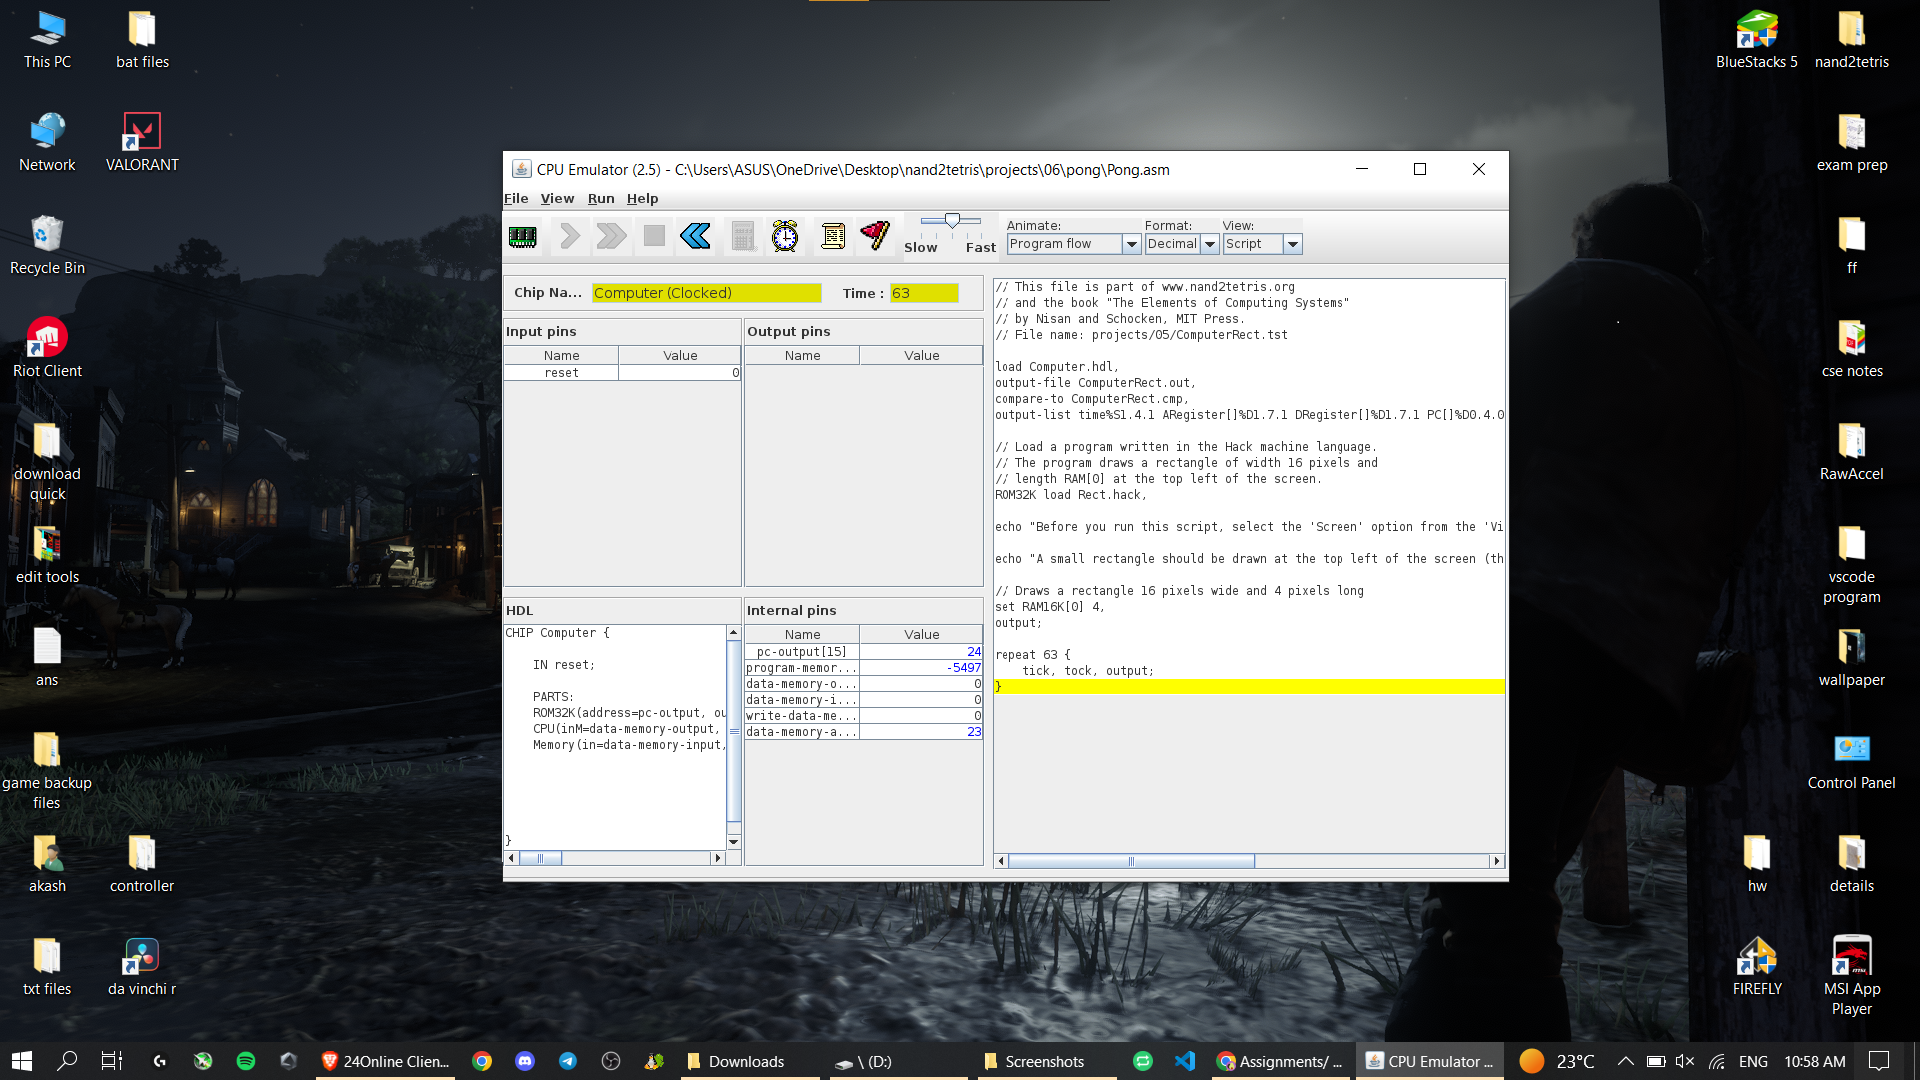 This PC
bat files
Network
VALORANT
Recycle Bin
Riot Client
download
quick
edit tools
ans
game backup
files
akash
controller
txt files
da vinchi r
BlueStacks 5
nand2tetris
exam prep
ff
cse notes
RawAccel
vscode
program
wallpaper
Control Panel
hw
details
FIREFLY
MSI App
Player
CPU Emulator (2.5) - C:\Users\ASUS\OneDrive\Desktop\nand2tetris\projects\06\pong\Pong.asm
File View Run Help
Slow Fast
Animate: Format: View:
Program flow Decimal Script
Chip Na... Computer (Clocked) Time : 63
Input pins
Name Value
reset 0
Output pins
Name Value
HDL
CHIP Computer {
IN reset;
PARTS:
ROM32K(address=pc-output, ou
CPU(inM=data-memory-output,
Memory(in=data-memory-input,
}
Internal pins
Name Value
pc-output[15] 24
program-memor... -5497
data-memory-o... 0
data-memory-i... 0
write-data-me... 0
data-memory-a... 23
// This file is part of www.nand2tetris.org
// and the book "The Elements of Computing Systems"
// by Nisan and Schocken, MIT Press.
// File name: projects/05/ComputerRect.tst
load Computer.hdl,
output-file ComputerRect.out,
compare-to ComputerRect.cmp,
output-list time%S1.4.1 ARegister[]%D1.7.1 DRegister[]%D1.7.1 PC[]%D0.4.0
// Load a program written in the Hack machine language.
// The program draws a rectangle of width 16 pixels and
// length RAM[0] at the top left of the screen.
ROM32K load Rect.hack,
echo "Before you run this script, select the 'Screen' option from the 'Vi
echo "A small rectangle should be drawn at the top left of the screen (th
// Draws a rectangle 16 pixels wide and 4 pixels long
set RAM16K[0] 4,
output;
repeat 63 {
tick, tock, output;
}
24Online Clien...
Downloads
\ (D:)
Screenshots
Assignments/ ...
CPU Emulator ...
23°C
ENG
10:58 AM